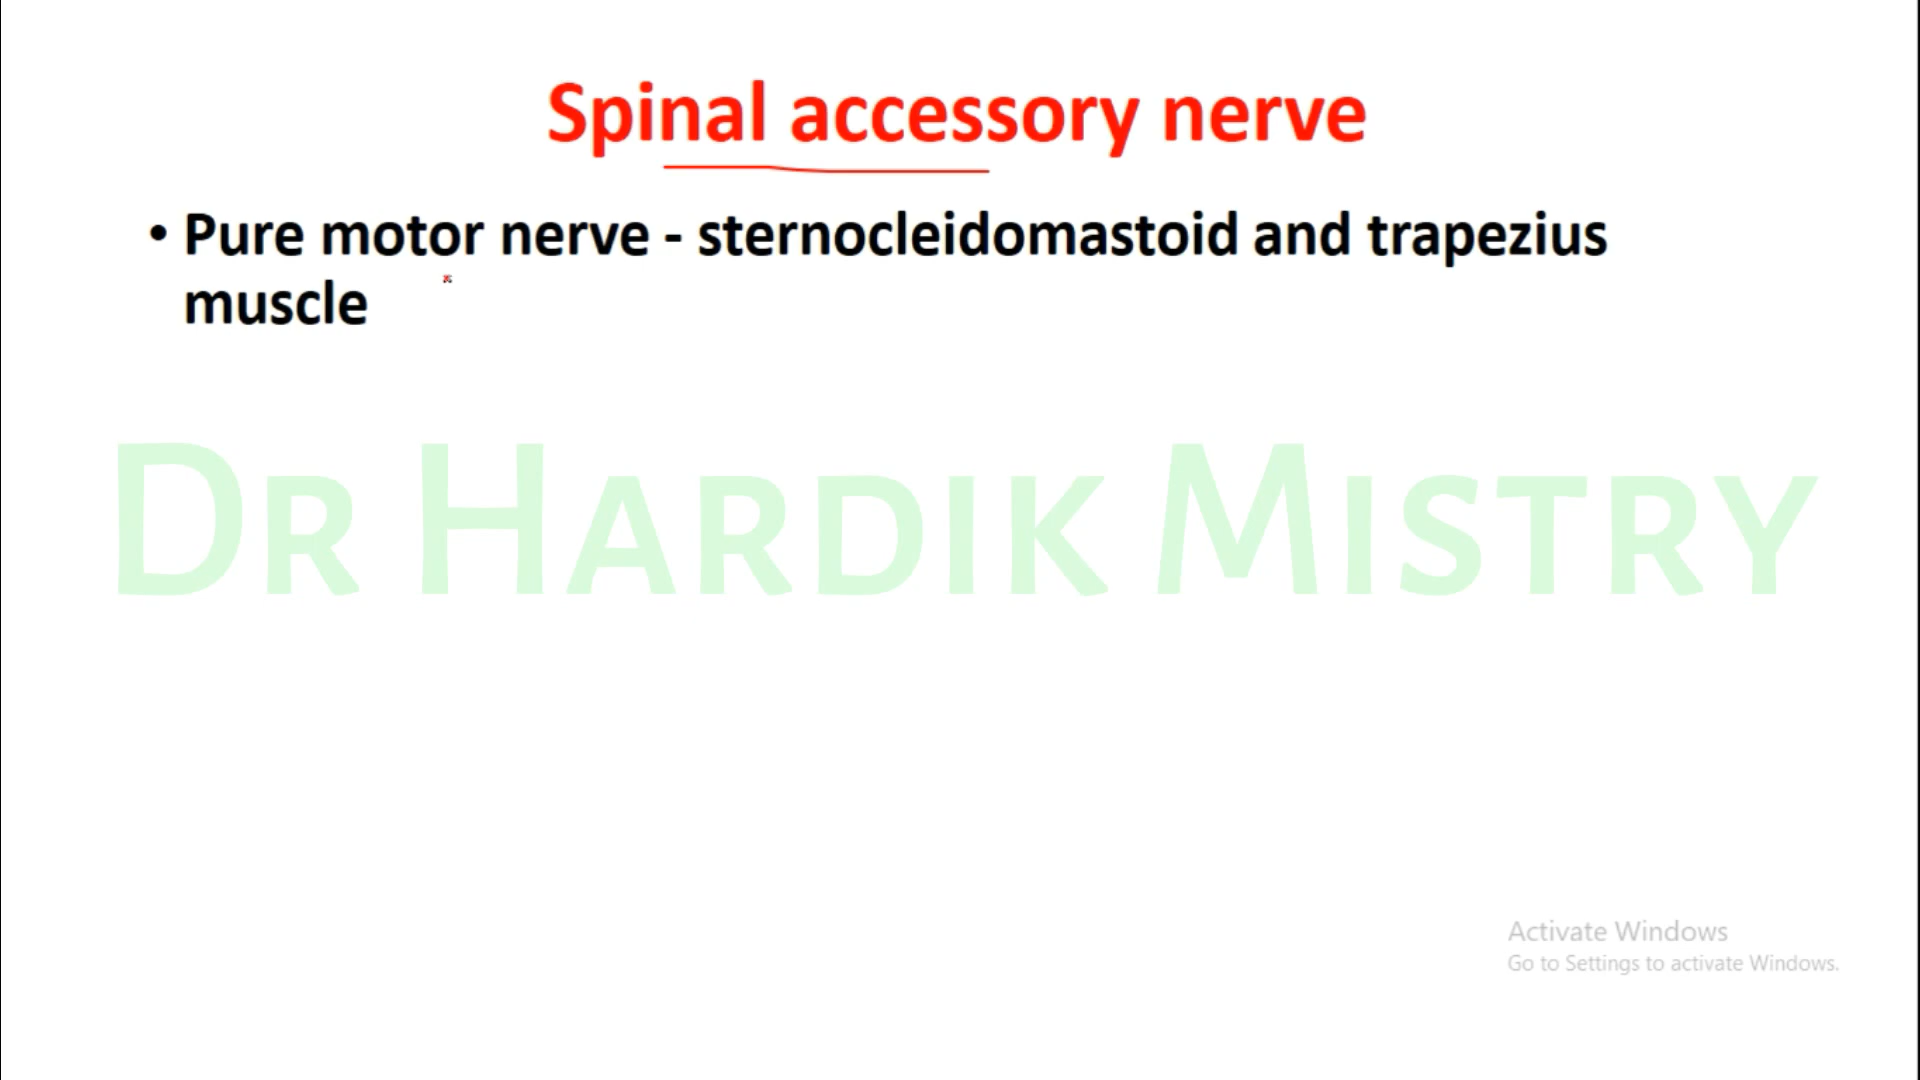 Spinal accessory nerve
• Pure motor nerve - sternocleidomastoid and trapezius
muscle
Dr Hardik Mistry
Activate Windows
Go to Settings to activate Windows.